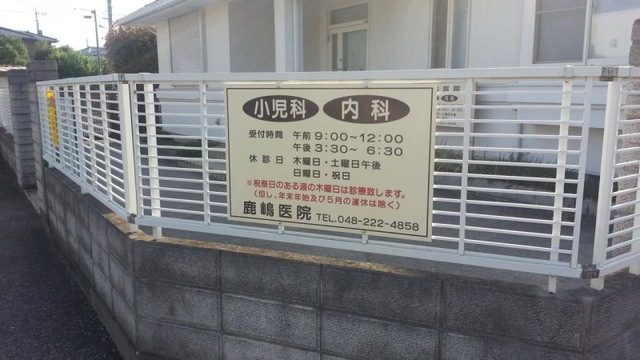 小児科 内科
受付時間 午前 9:00~12:00
午後 3:30~ 6:30
休診日 木曜日・土曜日午後
日曜日・祝日
※祝祭日のある週の木曜日は診療致します。
(但し、年末年始及び5月の連休は除く)
鹿嶋医院 TEL.048-222-4858